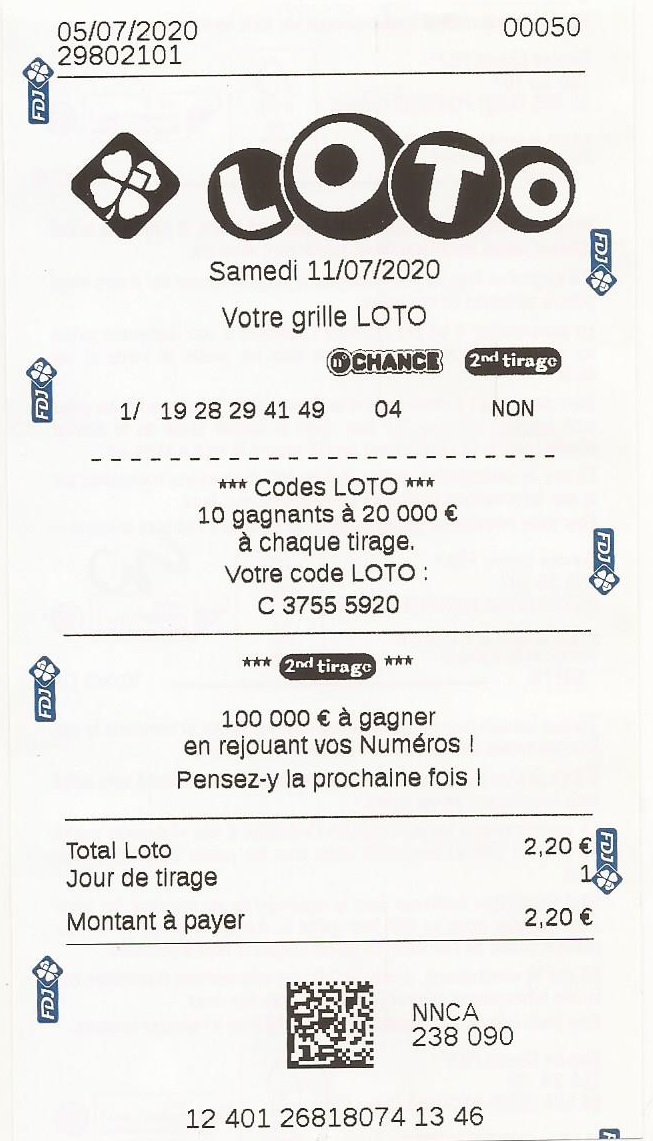 05/07/2020 00050
29802101
FDJ
LOTO
FDJ
Samedi 11/07/2020
Votre grille LOTO
n° CHANCE 2nd tirage
FDJ
1/ 19 28 29 41 49 04 NON
*** Codes LOTO ***
10 gagnants à 20 000 €
à chaque tirage.
Votre code LOTO :
FDJ
C 3755 5920
*** 2nd tirage ***
FDJ
100 000 € à gagner
en rejouant vos Numéros !
Pensez-y la prochaine fois !
Total Loto 2,20 €
FDJ
Jour de tirage 1
Montant à payer 2,20 €
FDJ
NNCA
238 090
12 401 26818074 13 46